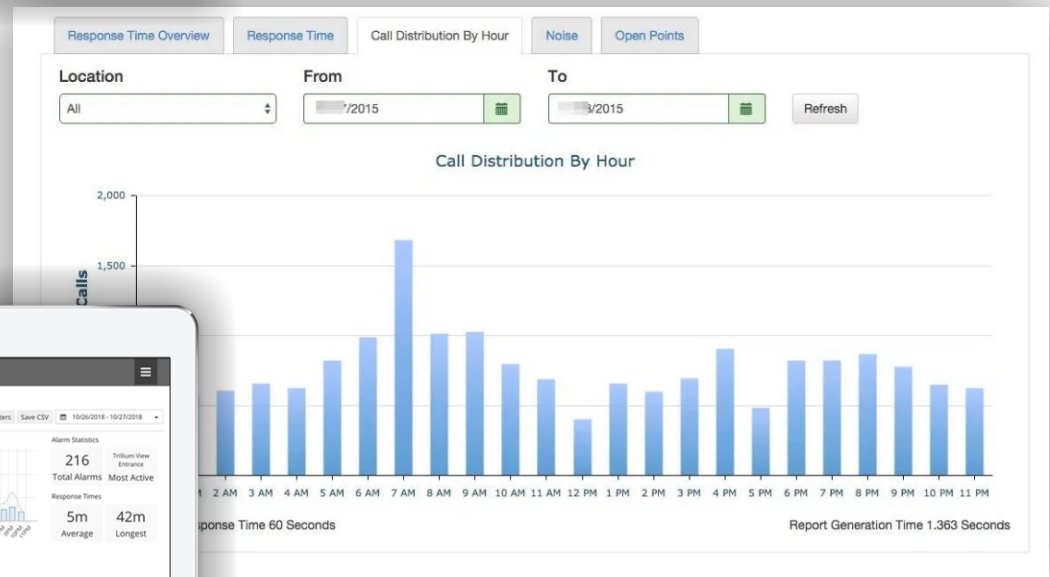 Response Time Overview
Response Time
Call Distribution By Hour
Noise
Open Points
Location
From
To
All
/2015
/2015
Refresh
Call Distribution By Hour
2,000
1,500
Calls
2 AM 3 AM 4 AM 5 AM 6 AM 7 AM 8 AM 9 AM 10 AM 11 AM 12 PM 1 PM 2 PM 3 PM 4 PM 5 PM 6 PM 7 PM 8 PM 9 PM 10 PM 11 PM
Time 60 Seconds
Report Generation Time 1.363 Seconds
Save CSV
10/26/2018 - 10/27/2018
Alarm Statistics
216
Total Alarms
Trillium View
Entrance
Most Active
Response Times
5m
Average
42m
Longest